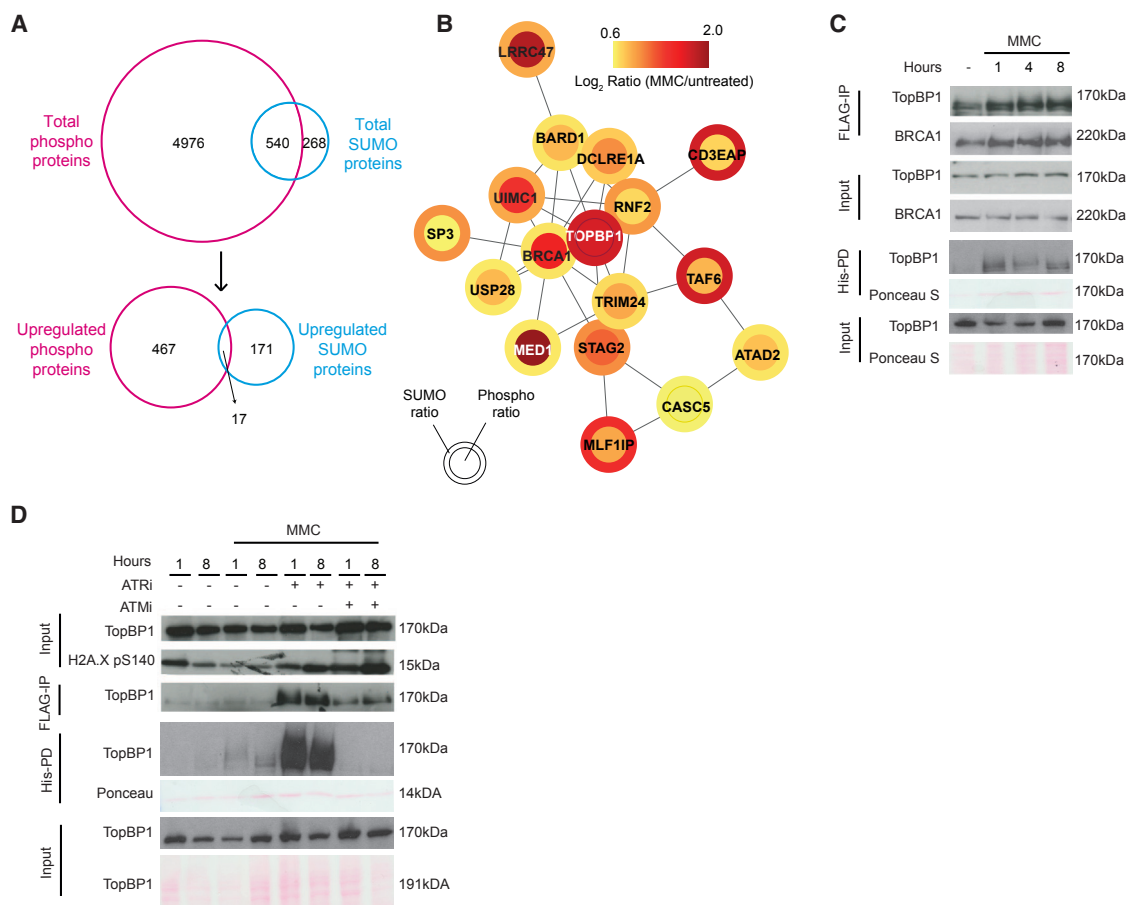 A
Total phospho proteins
4976
540
268
Total SUMO proteins
Upregulated phospho proteins
467
171
Upregulated SUMO proteins
17
B
0.6
2.0
Log2 Ratio (MMC/untreated)
LRRC47
BARD1
DCLRE1A
CD3EAP
UIMC1
RNF2
SP3
TOPBP1
BRCA1
USP28
TAF6
TRIM24
MED1
STAG2
ATAD2
CASC5
MLF1IP
SUMO ratio
Phospho ratio
C
MMC
Hours - 1 4 8
FLAG-IP
TopBP1 170kDa
BRCA1 220kDa
Input
TopBP1 170kDa
BRCA1 220kDa
His-PD
TopBP1 170kDa
Ponceau S 170kDa
Input
TopBP1 170kDa
Ponceau S 170kDa
D
MMC
Hours 1 8 1 8 1 8 1 8
ATRi - - - - + + + +
ATMi - - - - - - + +
Input
TopBP1 170kDa
H2A.X pS140 15kDa
FLAG-IP
TopBP1 170kDa
His-PD
TopBP1 170kDa
Ponceau 14kDA
Input
TopBP1 170kDa
TopBP1 191kDA